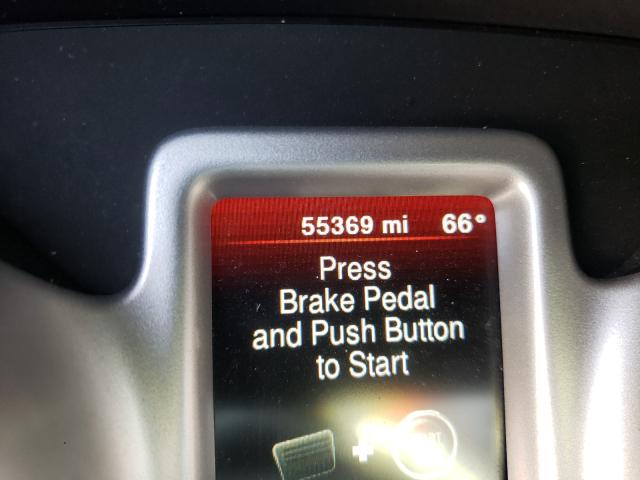 55369 mi 66°
Press
Brake Pedal
and Push Button
to Start